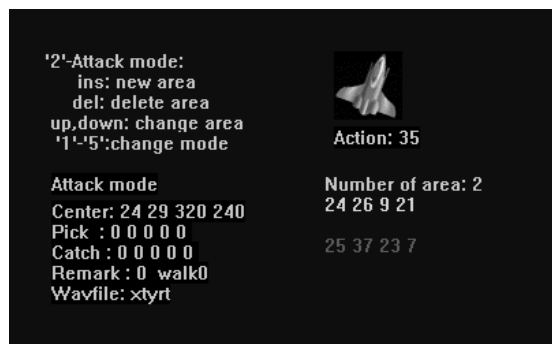 '2'-Attack mode:
ins: new area
del: delete area
up,down: change area
'1'-'5':change mode
Action: 35
Attack mode
Center: 24 29 320 240
Pick : 0 0 0 0 0
Catch : 0 0 0 0 0
Remark : 0 walk0
Wavfile: xtyrt
Number of area: 2
24 26 9 21
25 37 23 7